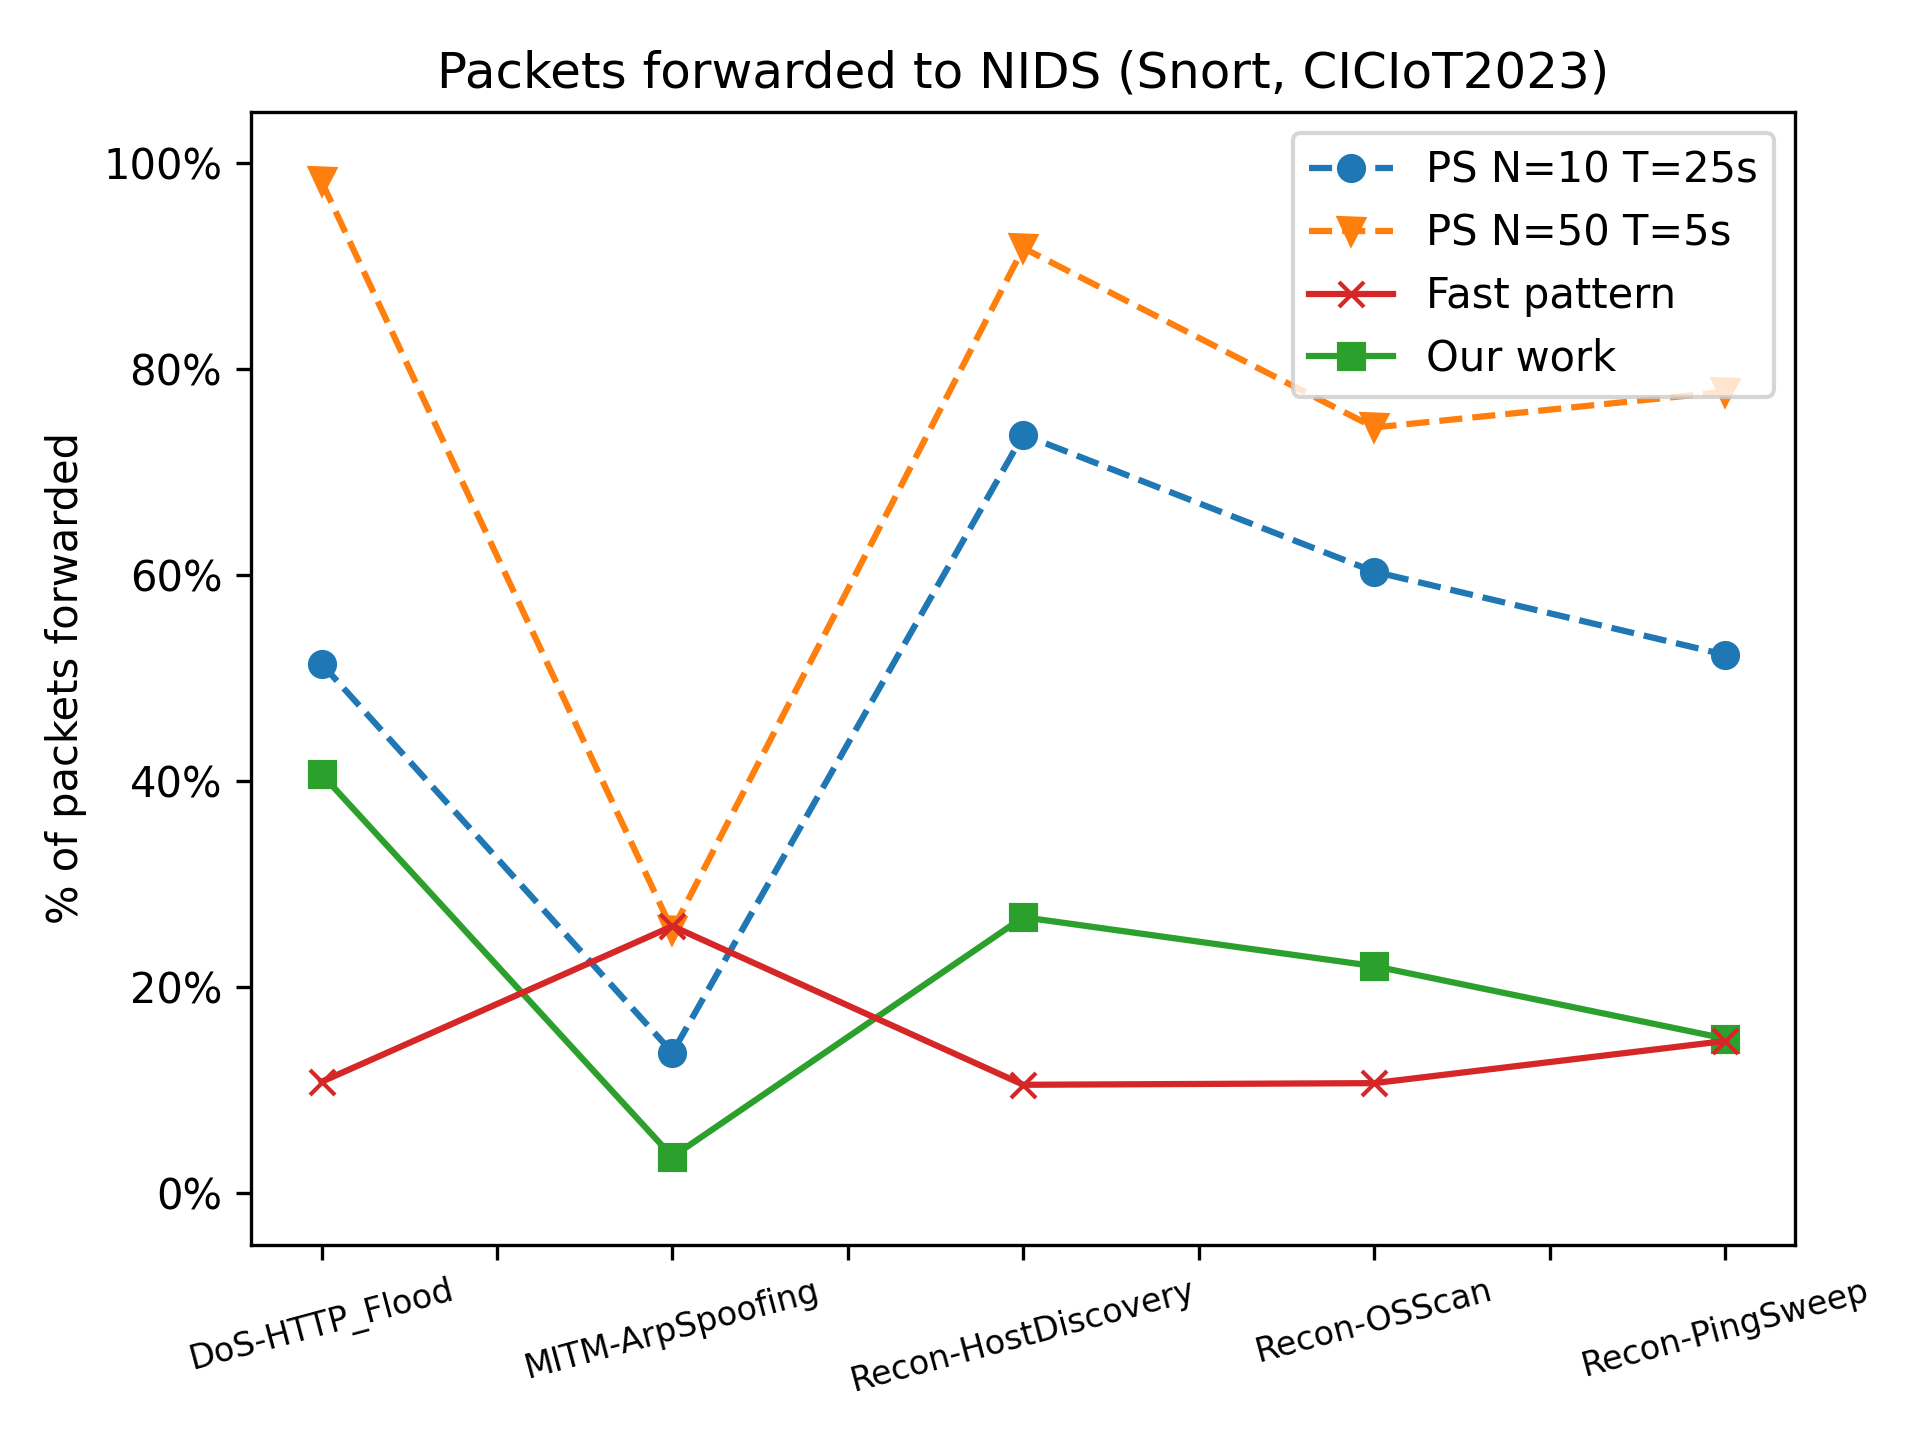 Packets forwarded to NIDS (Snort, CICIoT2023)
100%
80%
60%
40%
20%
0%
% of packets forwarded
PS N=10 T=25s
PS N=50 T=5s
Fast pattern
Our work
DoS-HTTP_Flood
MITM-ArpSpoofing
Recon-HostDiscovery
Recon-OSScan
Recon-PingSweep